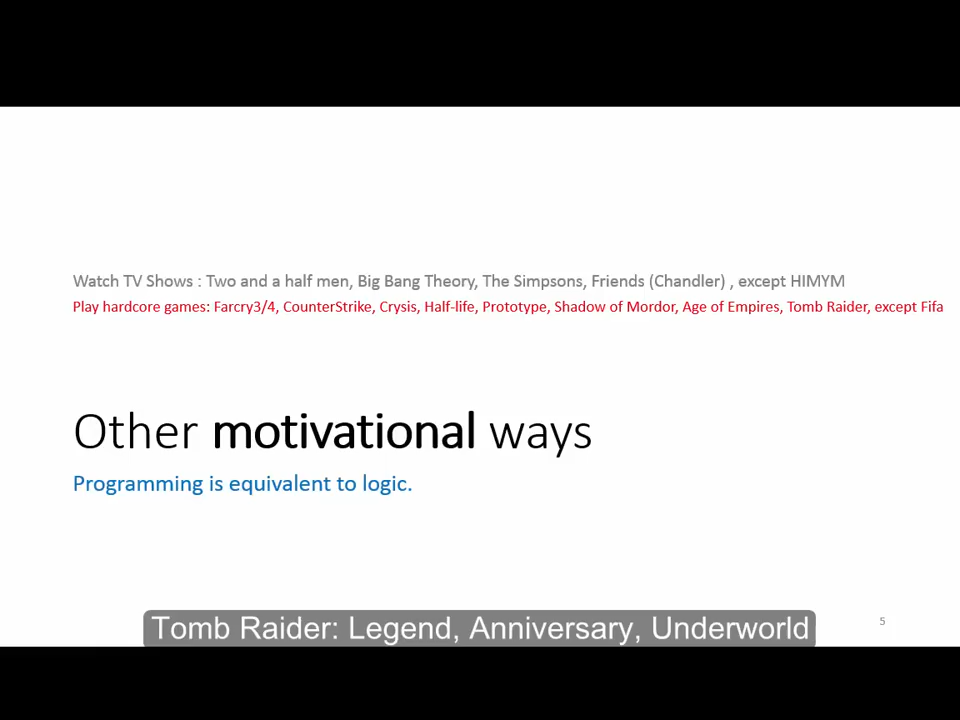 Watch TV Shows : Two and a half men, Big Bang Theory, The Simpsons, Friends (Chandler) , except HIMYM
Play hardcore games: Farcry3/4, CounterStrike, Crysis, Half-life, Prototype, Shadow of Mordor, Age of Empires, Tomb Raider, except Fifa
Other motivational ways
Programming is equivalent to logic.
Tomb Raider: Legend, Anniversary, Underworld
5